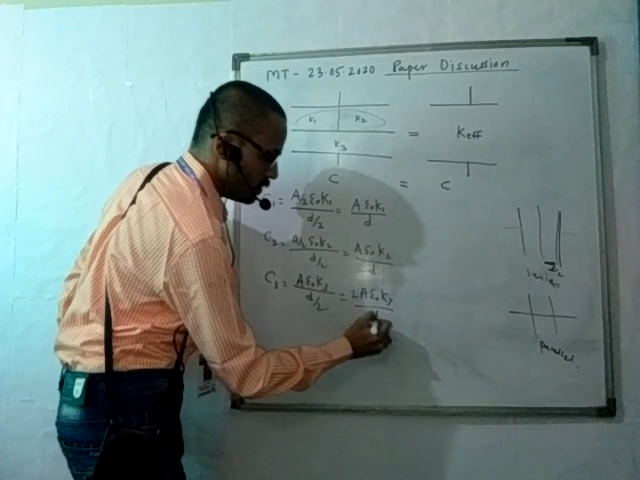 MT - 23.05.2020 Paper Discussion
K₁ K₂
= Keff
K₃
C = C
C₁ = A/2 ε₀K₁ / d/2 = Aε₀K₁ / d
C₂ = A/2 ε₀K₂ / d/2 = Aε₀K₂ / d
C₃ = Aε₀K₃ / d/2 = 2Aε₀K₃ / d
series
parallel